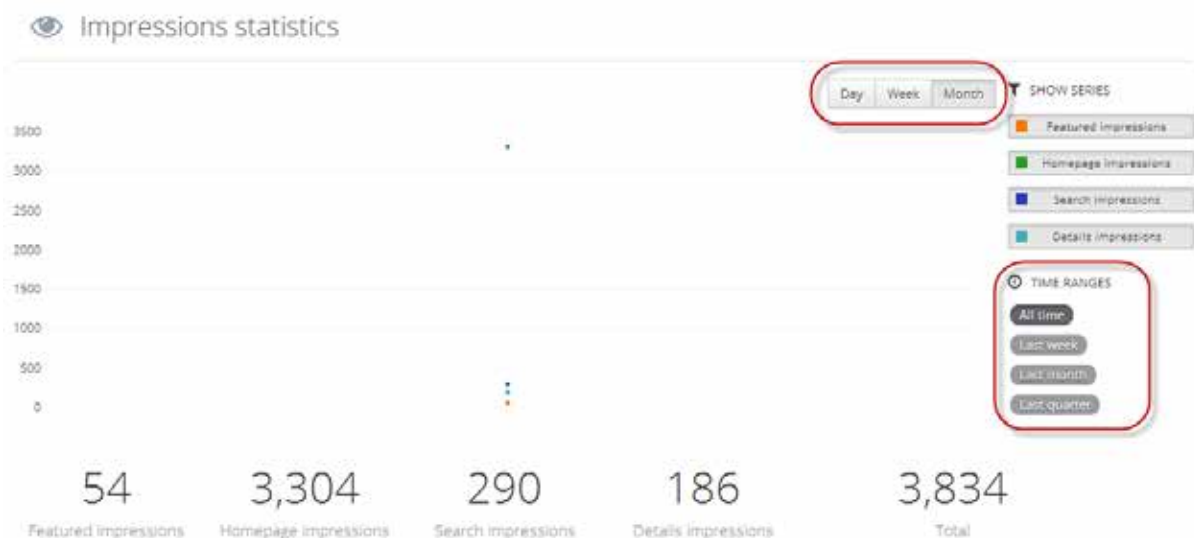 Impressions statistics
Day Week Month
SHOW SERIES
Featured impressions
Homepage impressions
Search impressions
Details impressions
TIME RANGES
All time
Last week
Last month
Last quarter
3500
3000
2500
2000
1500
1000
500
0
54 3,304 290 186 3,834
Featured impressions Homepage impressions Search impressions Details impressions Total